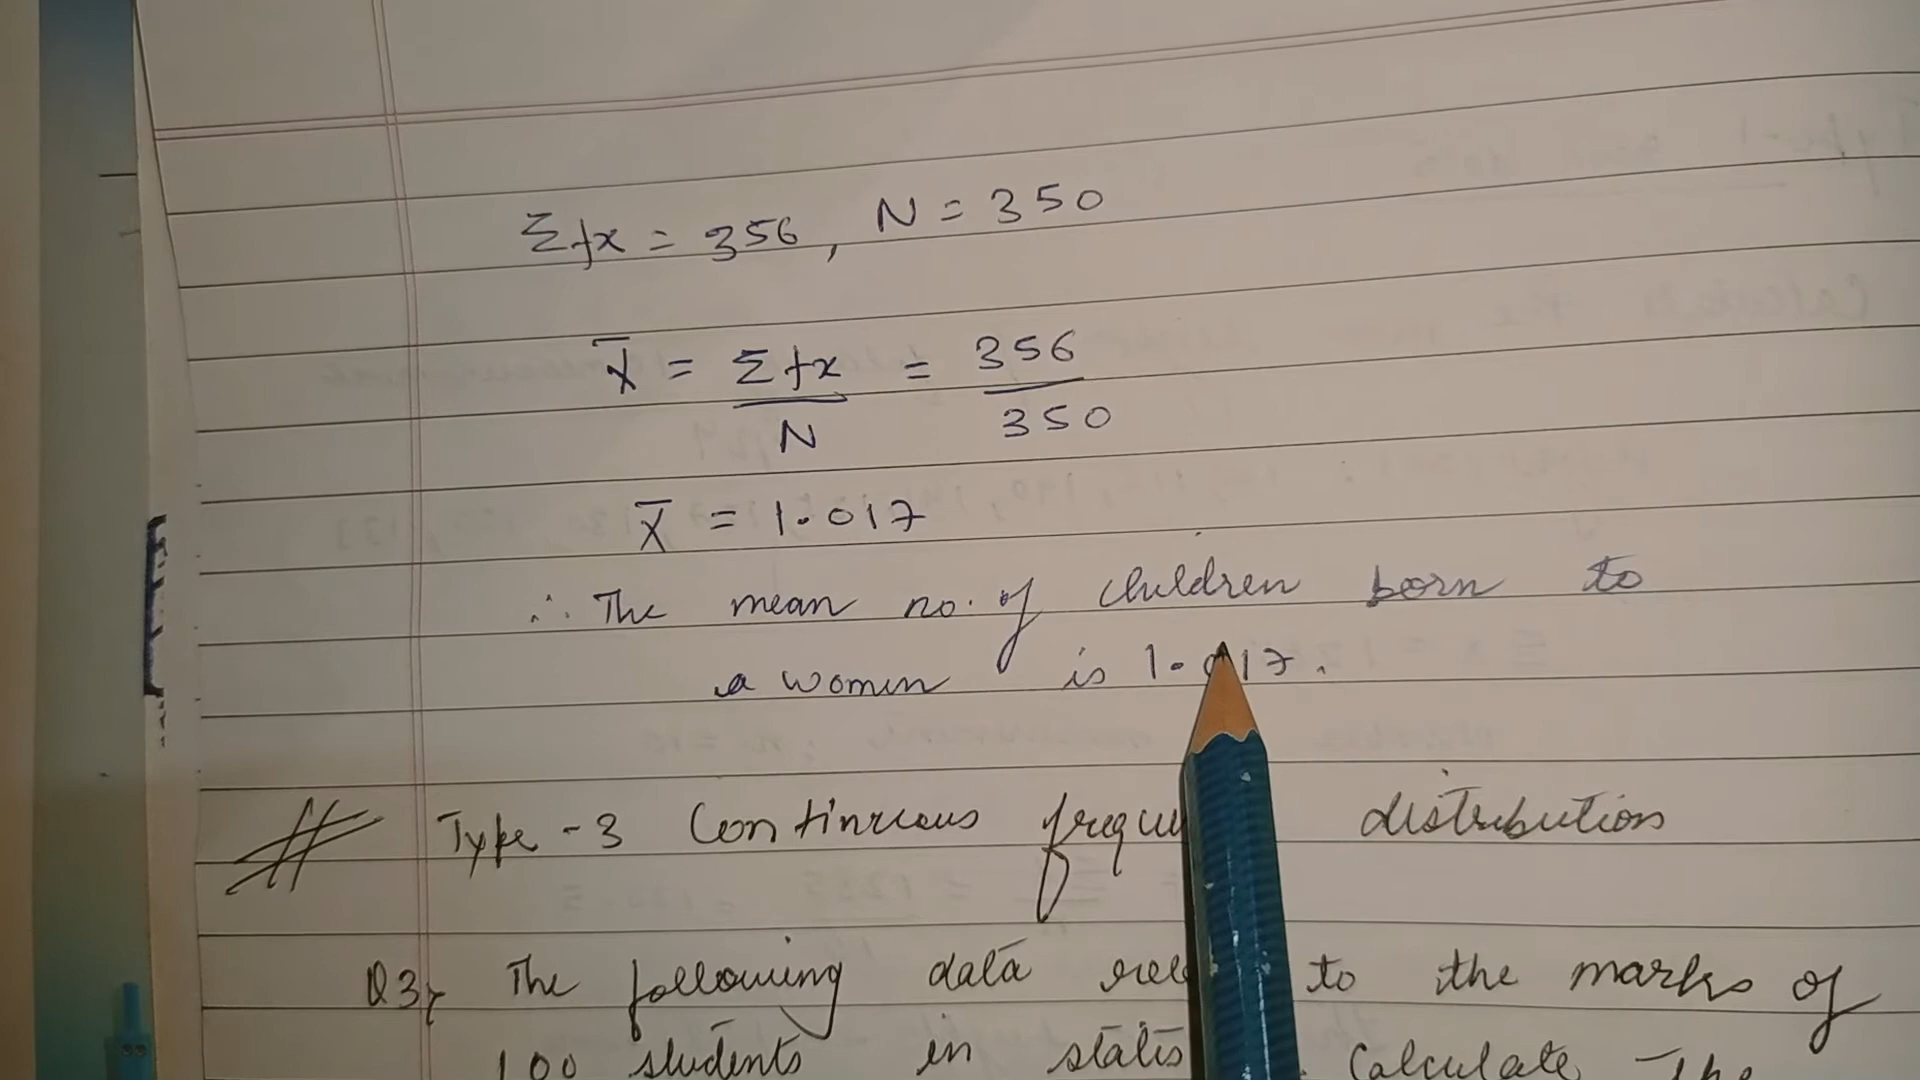 Σfx = 356, N = 350
X̄ = Σfx / N = 356 / 350
X̄ = 1.017
∴ The mean no. of children born to
a women is 1.017.
# Type-3 Continuous distribution
Q3, The following data to the marks of
100 students in Calculate The